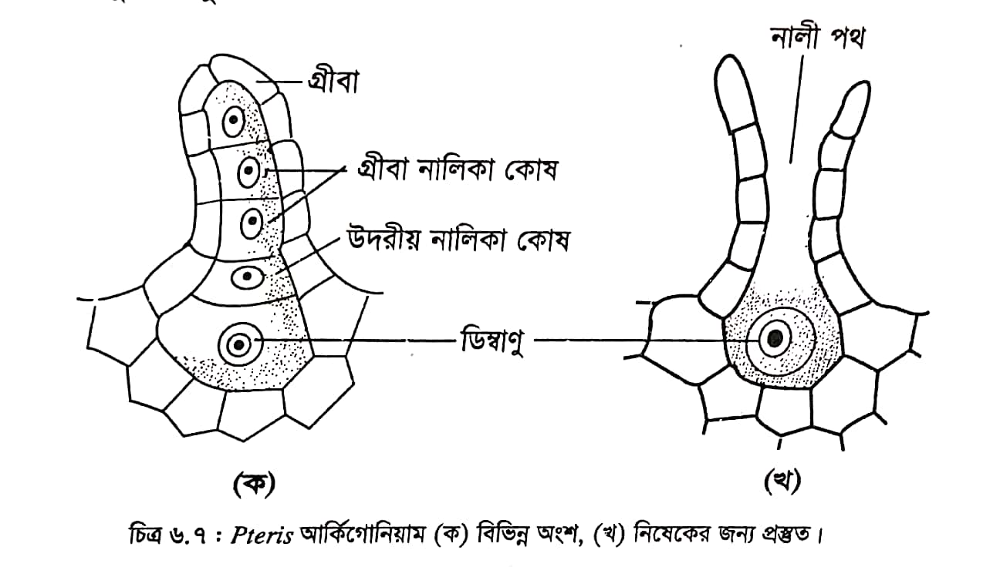 নালী পথ
গ্রীবা
গ্রীবা নালিকা কোষ
উদরীয় নালিকা কোষ
ডিম্বাণু
(ক)
(খ)
চিত্র ৬.৭ : Pteris আর্কিগোনিয়াম (ক) বিভিন্ন অংশ, (খ) নিষেকের জন্য প্রস্তুত।